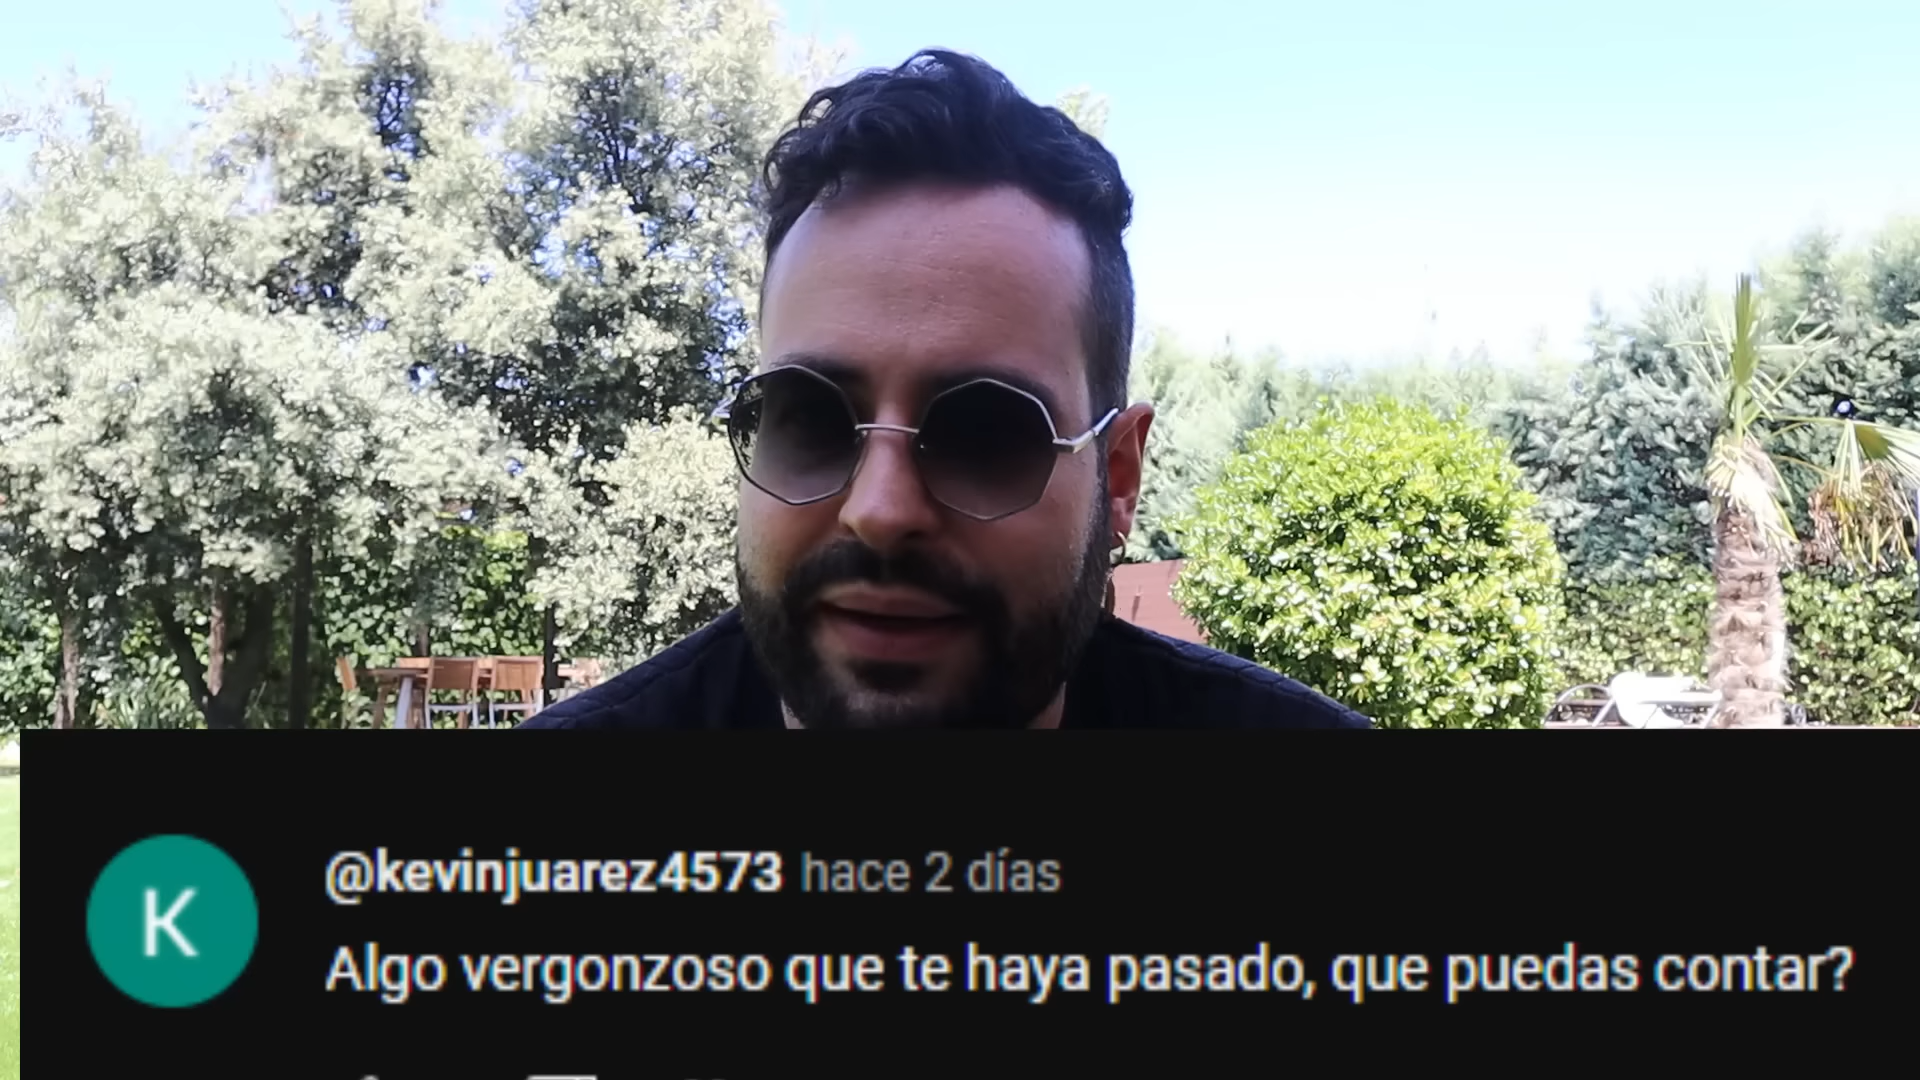 K
@kevinjuarez4573 hace 2 días
Algo vergonzoso que te haya pasado, que puedas contar?